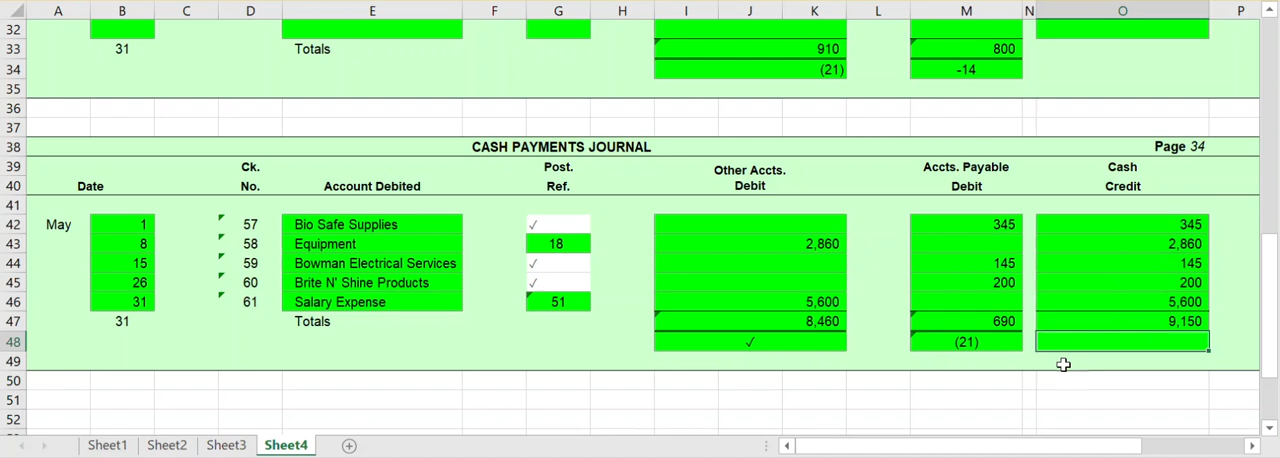 A B C D E F G H I J K L M N O P
32
33 31 Totals 910 800
34 (21) -14
35
36
37
38 CASH PAYMENTS JOURNAL Page 34
39 Ck. Post. Other Accts. Accts. Payable Cash
40 Date No. Account Debited Ref. Debit Debit Credit
41
42 May 1 57 Bio Safe Supplies ✓ 345 345
43 8 58 Equipment 18 2,860 2,860
44 15 59 Bowman Electrical Services ✓ 145 145
45 26 60 Brite N' Shine Products ✓ 200 200
46 31 61 Salary Expense 51 5,600 5,600
47 31 Totals 8,460 690 9,150
48 ✓ (21)
49
50
51
52
Sheet1 Sheet2 Sheet3 Sheet4